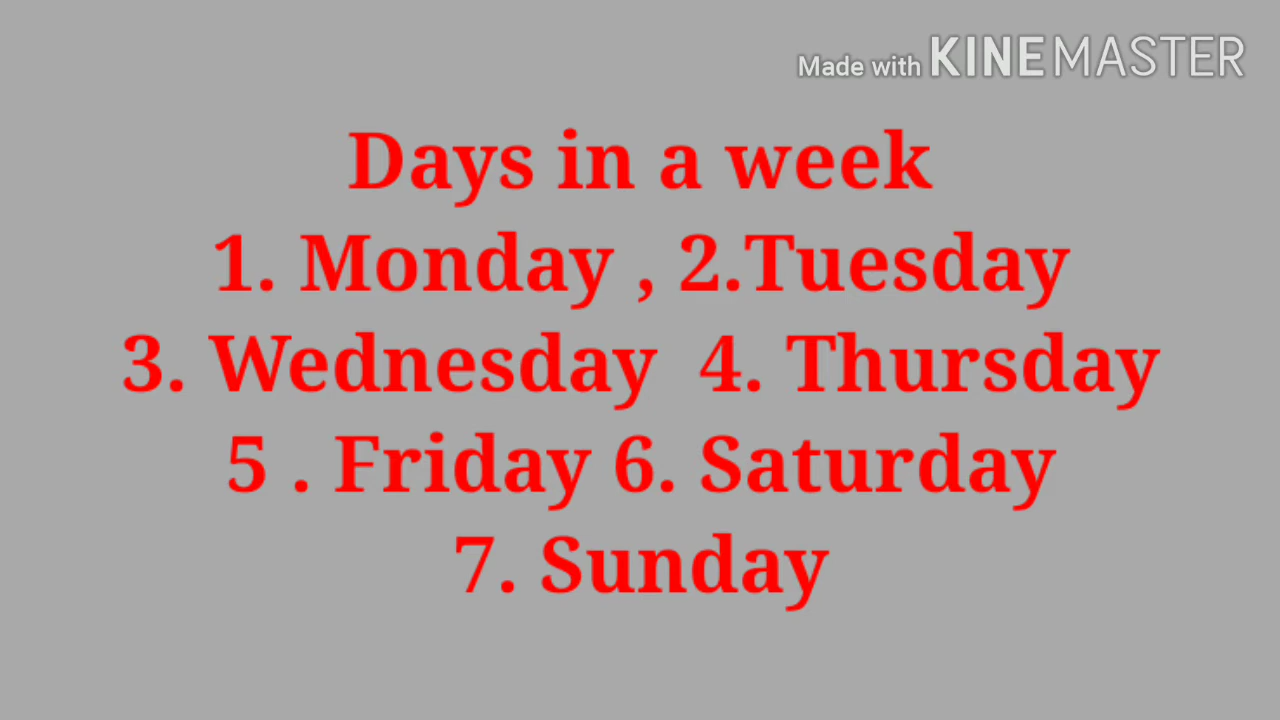 Made with KINEMASTER
Days in a week
1. Monday , 2.Tuesday
3. Wednesday  4. Thursday
5 . Friday 6. Saturday
7. Sunday